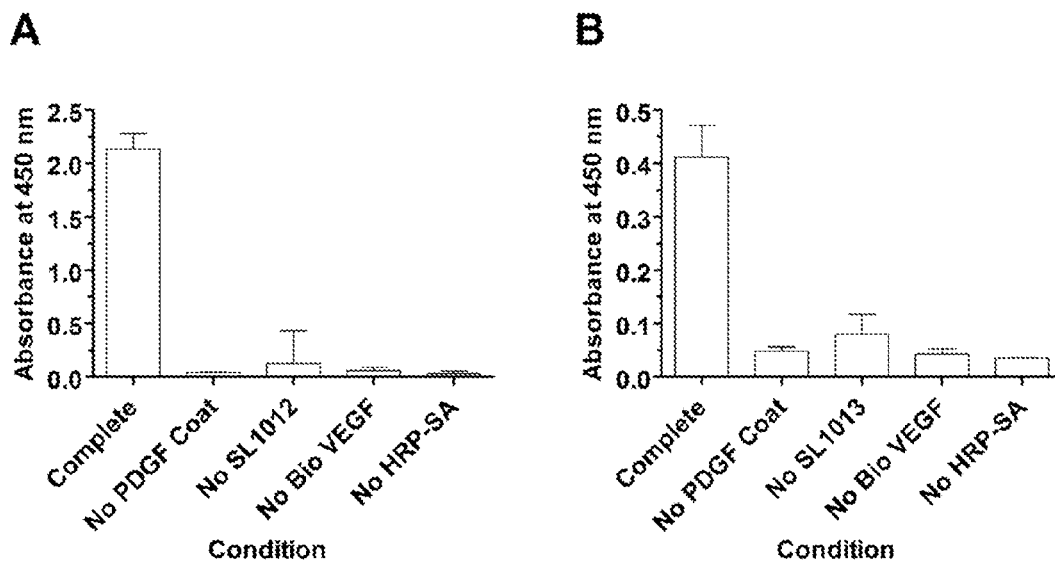 A
Absorbance at 450 nm
2.5
2.0
1.5
1.0
0.5
0.0
Complete
No PDGF Coat
No SL1012
No Bio VEGF
No HRP-SA
Condition
B
Absorbance at 450 nm
0.5
0.4
0.3
0.2
0.1
0.0
Complete
No PDGF Coat
No SL1013
No Bio VEGF
No HRP-SA
Condition